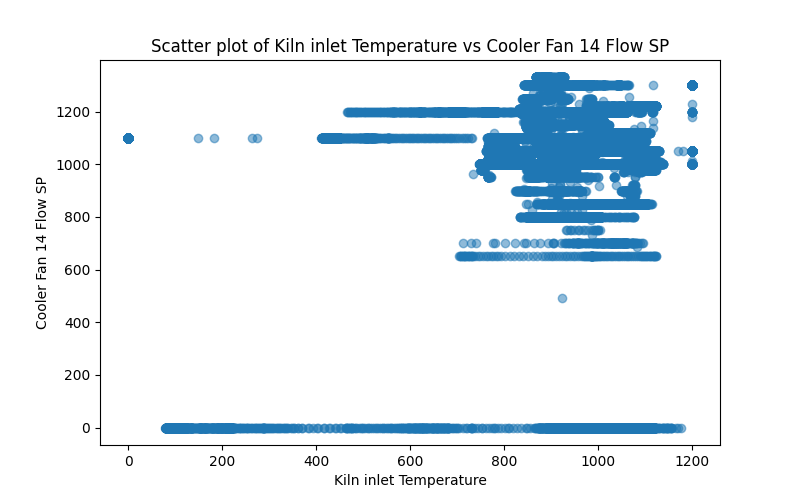 Scatter plot of Kiln inlet Temperature vs Cooler Fan 14 Flow SP
1200
1000
800
600
400
200
0
Cooler Fan 14 Flow SP
0 200 400 600 800 1000 1200
Kiln inlet Temperature